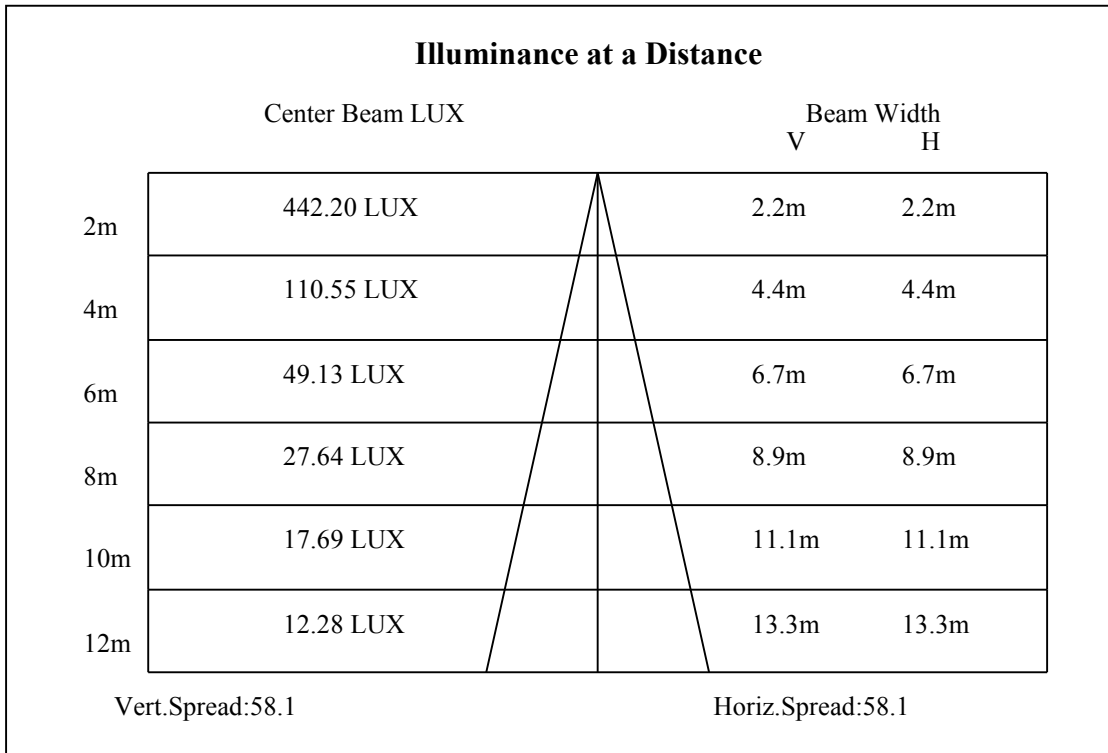 Illuminance at a Distance
Center Beam LUX Beam Width
V H
2m 442.20 LUX 2.2m 2.2m
4m 110.55 LUX 4.4m 4.4m
6m 49.13 LUX 6.7m 6.7m
8m 27.64 LUX 8.9m 8.9m
10m 17.69 LUX 11.1m 11.1m
12m 12.28 LUX 13.3m 13.3m
Vert.Spread:58.1 Horiz.Spread:58.1